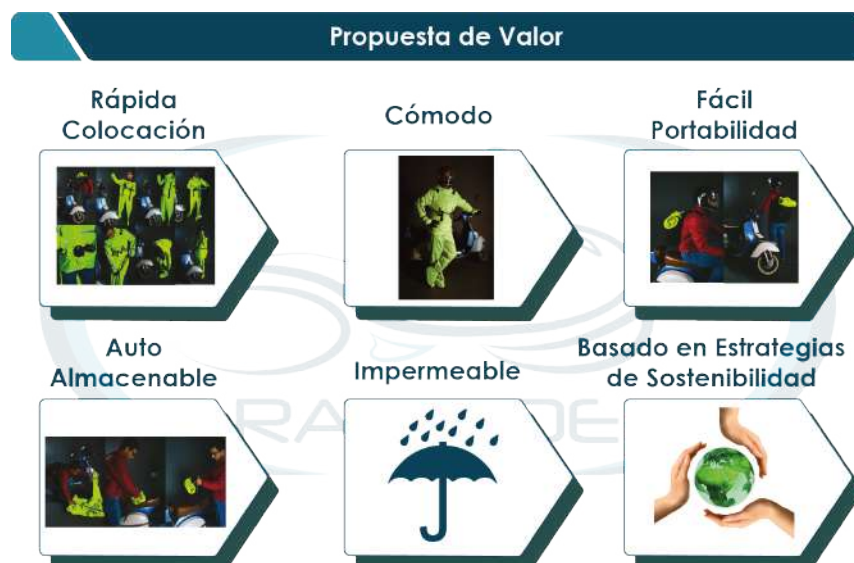 Propuesta de Valor
Rápida
Colocación
Cómodo
Fácil
Portabilidad
Auto
Almacenable
Impermeable
Basado en Estrategias
de Sostenibilidad